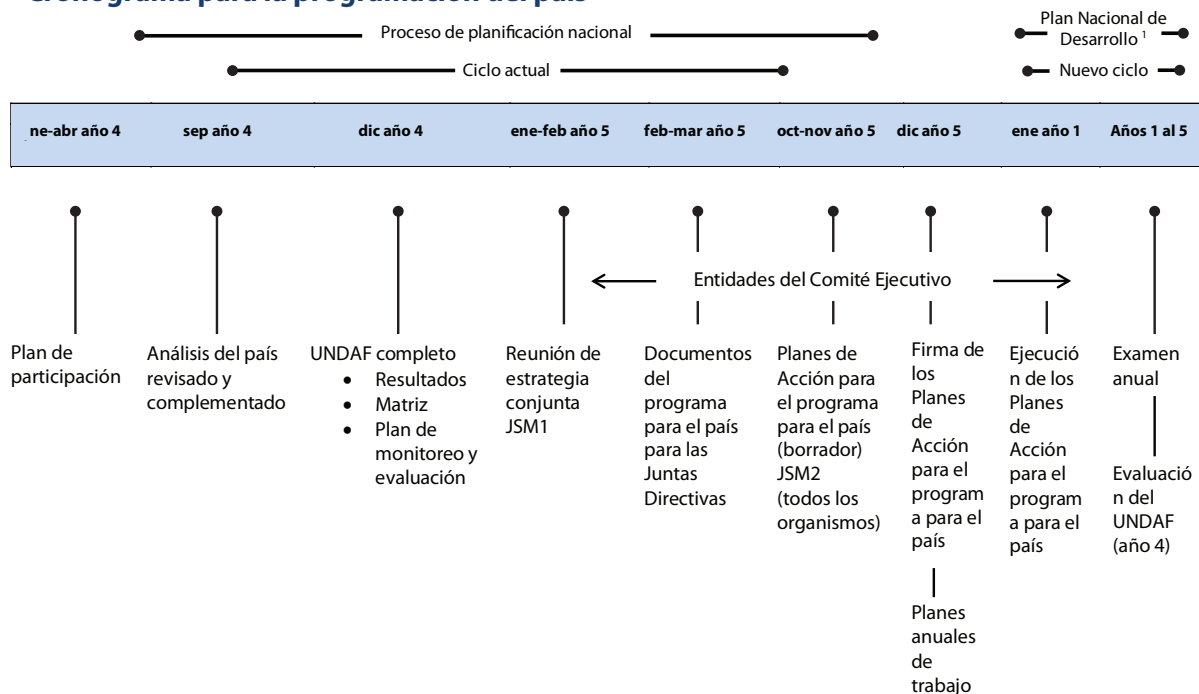 Cronograma para la programación del país
Proceso de planificación nacional
Plan Nacional de
Desarrollo 1
Ciclo actual
Nuevo ciclo
ne-abr año 4
sep año 4
dic año 4
ene-feb año 5
feb-mar año 5
oct-nov año 5
dic año 5
ene año 1
Años 1 al 5
Entidades del Comité Ejecutivo
Plan de
participación
Análisis del país
revisado y
complementado
UNDAF completo
• Resultados
• Matriz
• Plan de
monitoreo y
evaluación
Reunión de
estrategia
conjunta
JSM1
Documentos
del
programa
para el país
para las
Juntas
Directivas
Planes de
Acción para
el programa
para el país
(borrador)
JSM2
(todos los
organismos)
Firma de
los
Planes
de
Acción
para el
program
a para el
país
Planes
anuales
de
trabajo
Ejecució
n de los
Planes
de
Acción
para el
program
a para el
país
Examen
anual
Evaluació
n del
UNDAF
(año 4)